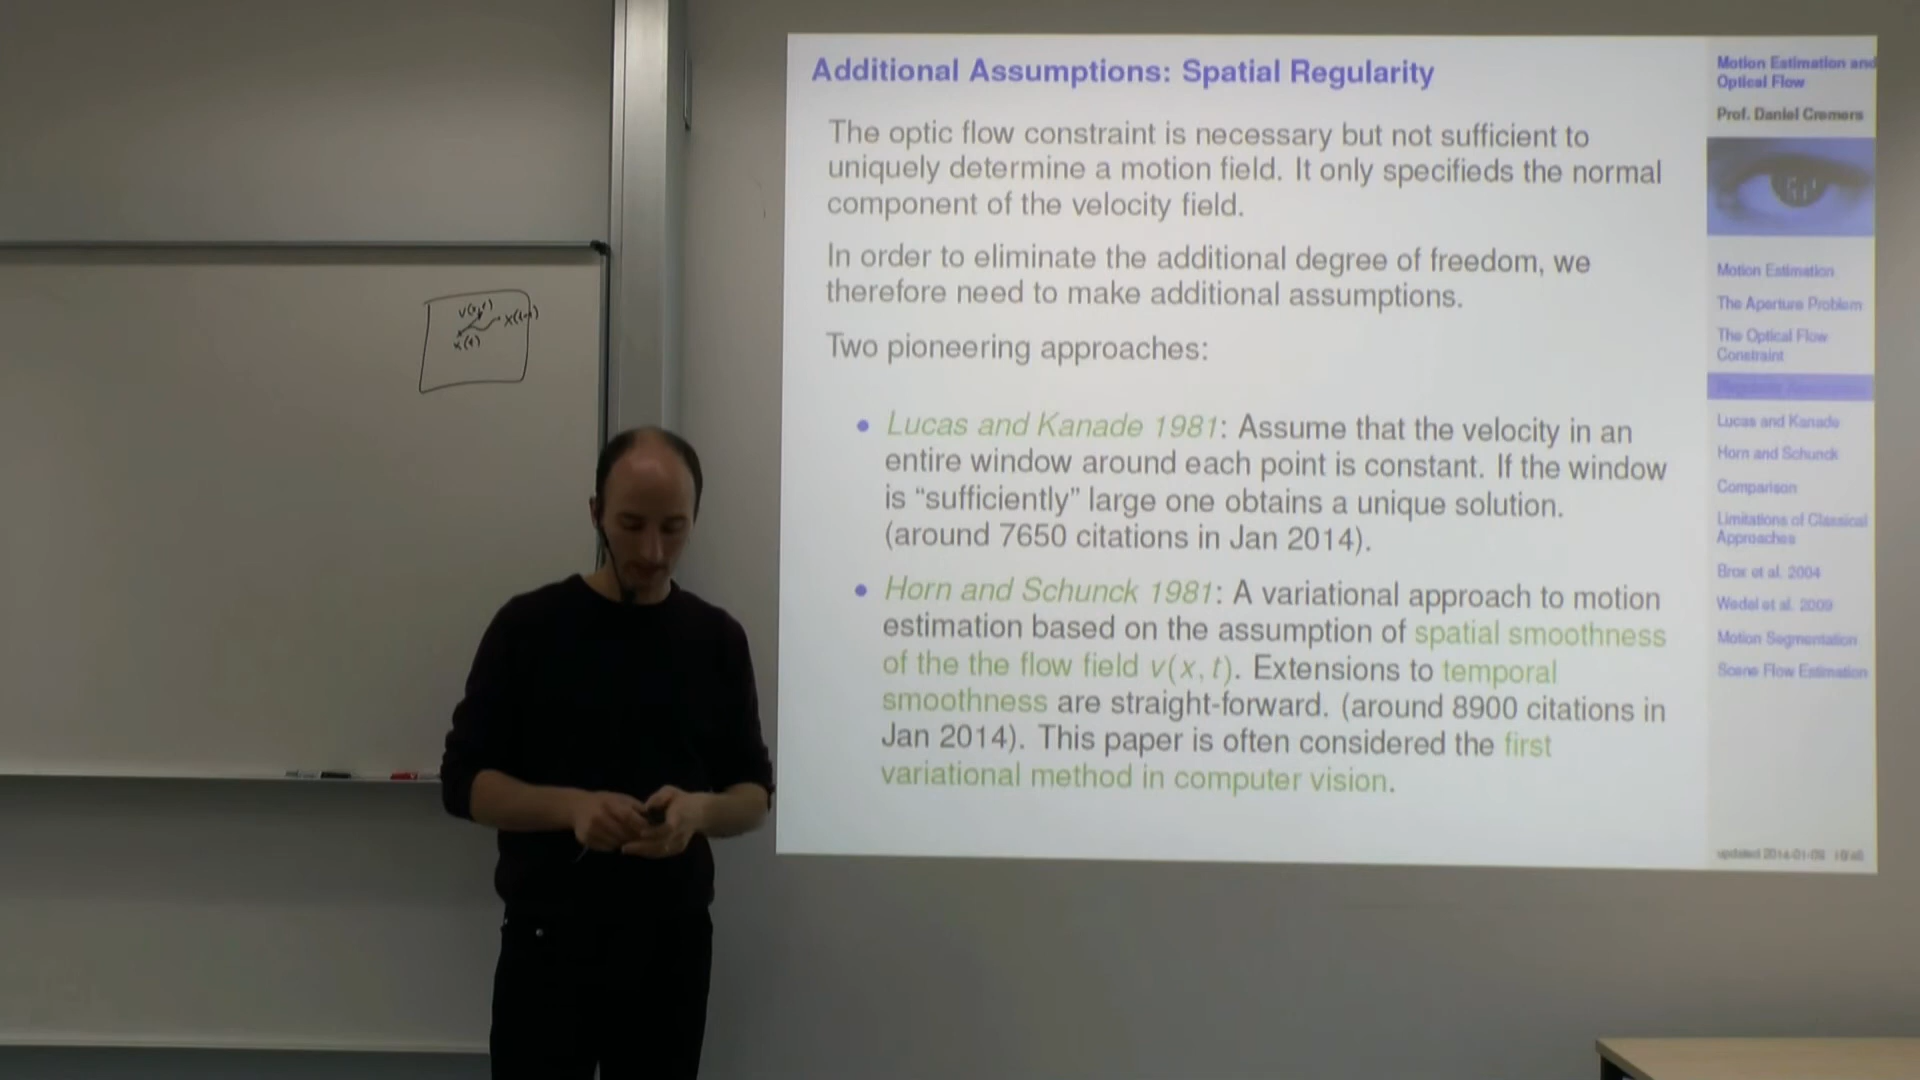 v(x,t)
x(t)
Additional Assumptions: Spatial Regularity
The optic flow constraint is necessary but not sufficient to
uniquely determine a motion field. It only specifieds the normal
component of the velocity field.
In order to eliminate the additional degree of freedom, we
therefore need to make additional assumptions.
Two pioneering approaches:
• Lucas and Kanade 1981: Assume that the velocity in an
entire window around each point is constant. If the window
is “sufficiently” large one obtains a unique solution.
(around 7650 citations in Jan 2014).
• Horn and Schunck 1981: A variational approach to motion
estimation based on the assumption of spatial smoothness
of the the flow field v(x, t). Extensions to temporal
smoothness are straight-forward. (around 8900 citations in
Jan 2014). This paper is often considered the first
variational method in computer vision.
Motion Estimation and
Optical Flow
Prof. Daniel Cremers
Motion Estimation
The Aperture Problem
The Optical Flow
Constraint
Lucas and Kanade
Horn and Schunck
Comparison
Limitations of Classical
Approaches
Brox et al. 2004
Wedel et al. 2009
Motion Segmentation
Scene Flow Estimation
updated 2014-01-09